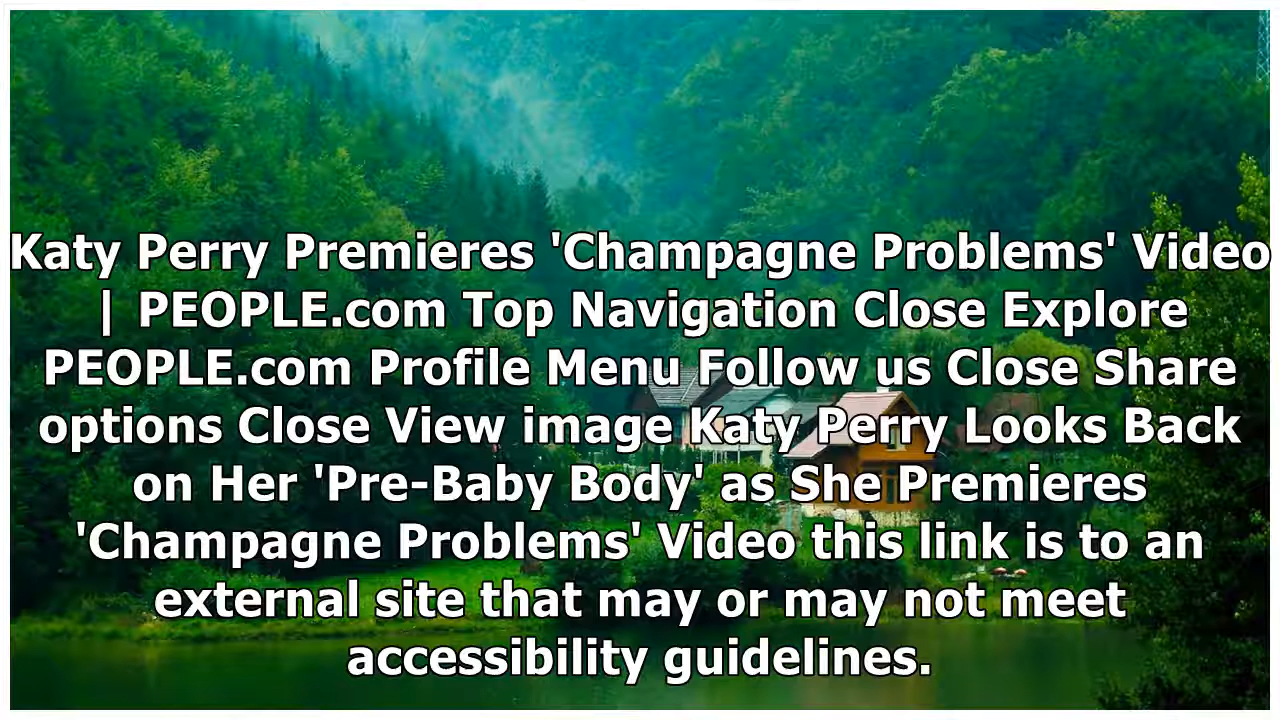 Katy Perry Premieres 'Champagne Problems' Video
| PEOPLE.com Top Navigation Close Explore
PEOPLE.com Profile Menu Follow us Close Share
options Close View image Katy Perry Looks Back
on Her 'Pre-Baby Body' as She Premieres
'Champagne Problems' Video this link is to an
external site that may or may not meet
accessibility guidelines.